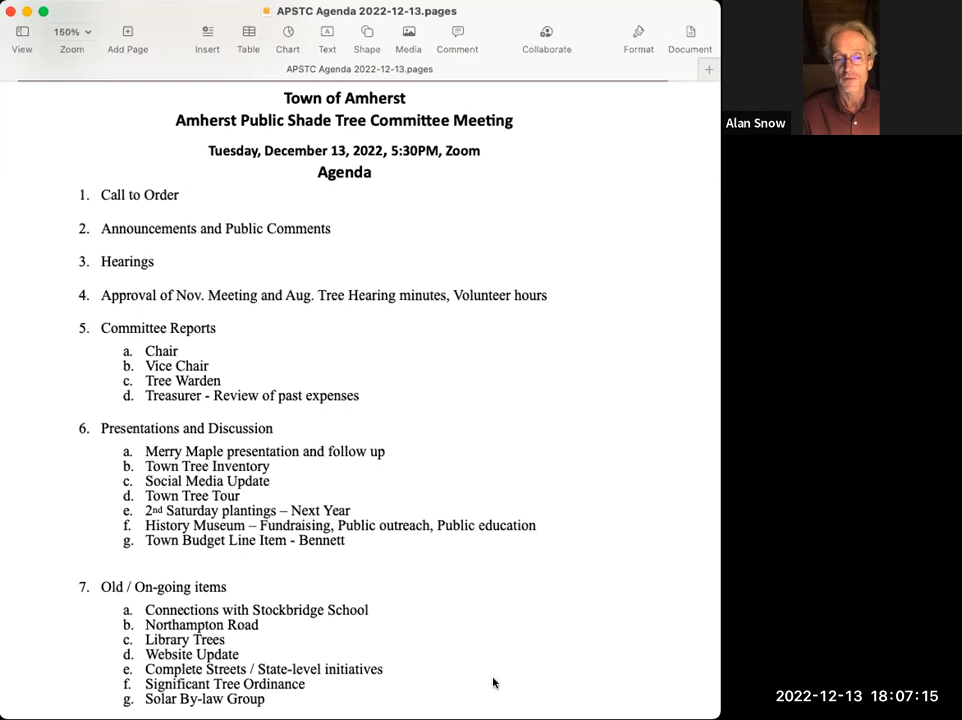 APSTC Agenda 2022-12-13.pages
150%
View
Zoom
Add Page
Insert
Table
Chart
Text
Shape
Media
Comment
Collaborate
Format
Document
APSTC Agenda 2022-12-13.pages
Town of Amherst
Amherst Public Shade Tree Committee Meeting
Tuesday, December 13, 2022, 5:30PM, Zoom
Agenda
1. Call to Order
2. Announcements and Public Comments
3. Hearings
4. Approval of Nov. Meeting and Aug. Tree Hearing minutes, Volunteer hours
5. Committee Reports
a. Chair
b. Vice Chair
c. Tree Warden
d. Treasurer - Review of past expenses
6. Presentations and Discussion
a. Merry Maple presentation and follow up
b. Town Tree Inventory
c. Social Media Update
d. Town Tree Tour
e. 2nd Saturday plantings – Next Year
f. History Museum – Fundraising, Public outreach, Public education
g. Town Budget Line Item - Bennett
7. Old / On-going items
a. Connections with Stockbridge School
b. Northampton Road
c. Library Trees
d. Website Update
e. Complete Streets / State-level initiatives
f. Significant Tree Ordinance
g. Solar By-law Group
Alan Snow
2022-12-13 18:07:15